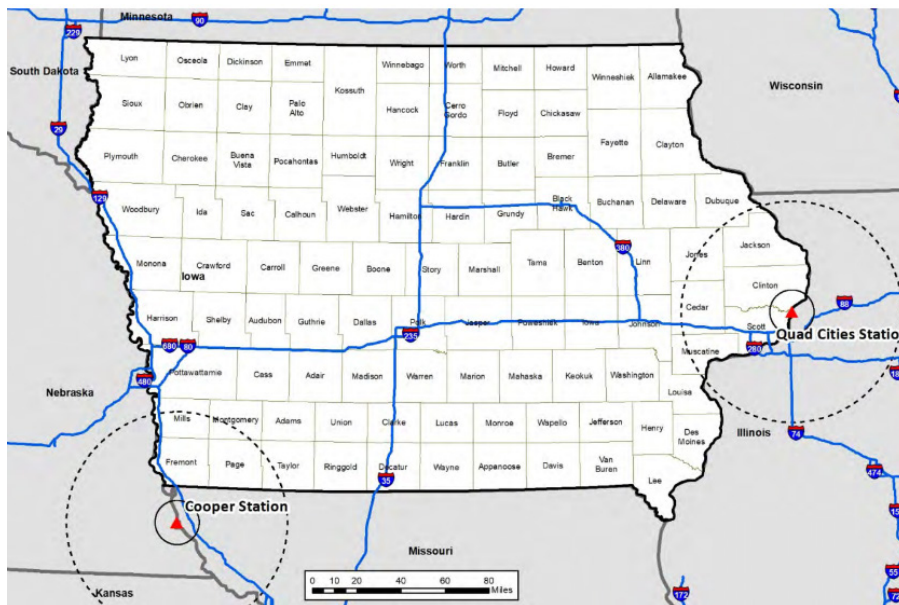 Minnesota
90
229
South Dakota
Lyon
Osceola
Dickinson
Emmet
Winnebago
Worth
Mitchell
Howard
Winneshiek
Allamakee
Kossuth
Wisconsin
Sioux
Obrien
Clay
Palo
Alto
Hancock
Cerro
Gordo
Floyd
Chickasaw
29
Fayette
Clayton
Plymouth
Cherokee
Buena
Vista
Pocahontas
Humboldt
Wright
Franklin
Butler
Bremer
129
Woodbury
Ida
Sac
Calhoun
Webster
Hamilton
Hardin
Grundy
Black
Hawk
Buchanan
Delaware
Dubuque
380
Jackson
Monona
Crawford
Carroll
Greene
Boone
Story
Marshall
Tama
Benton
Linn
Jones
Iowa
Clinton
88
Harrison
Shelby
Audubon
Guthrie
Dallas
Polk
Jasper
Poweshiek
Iowa
Johnson
Cedar
Scott
235
Quad Cities Station
680
80
280
Muscatine
Pottawattamie
Cass
Adair
Madison
Warren
Marion
Mahaska
Keokuk
Washington
480
Louisa
Nebraska
Mills
Montgomery
Adams
Union
Clarke
Lucas
Monroe
Wapello
Jefferson
Henry
Des
Moines
Illinois
74
Fremont
Page
Taylor
Ringgold
Decatur
Wayne
Appanoose
Davis
Van
Buren
Lee
474
35
Cooper Station
Missouri
0 10 20 40 60 80
Miles
Kansas
172
55
72